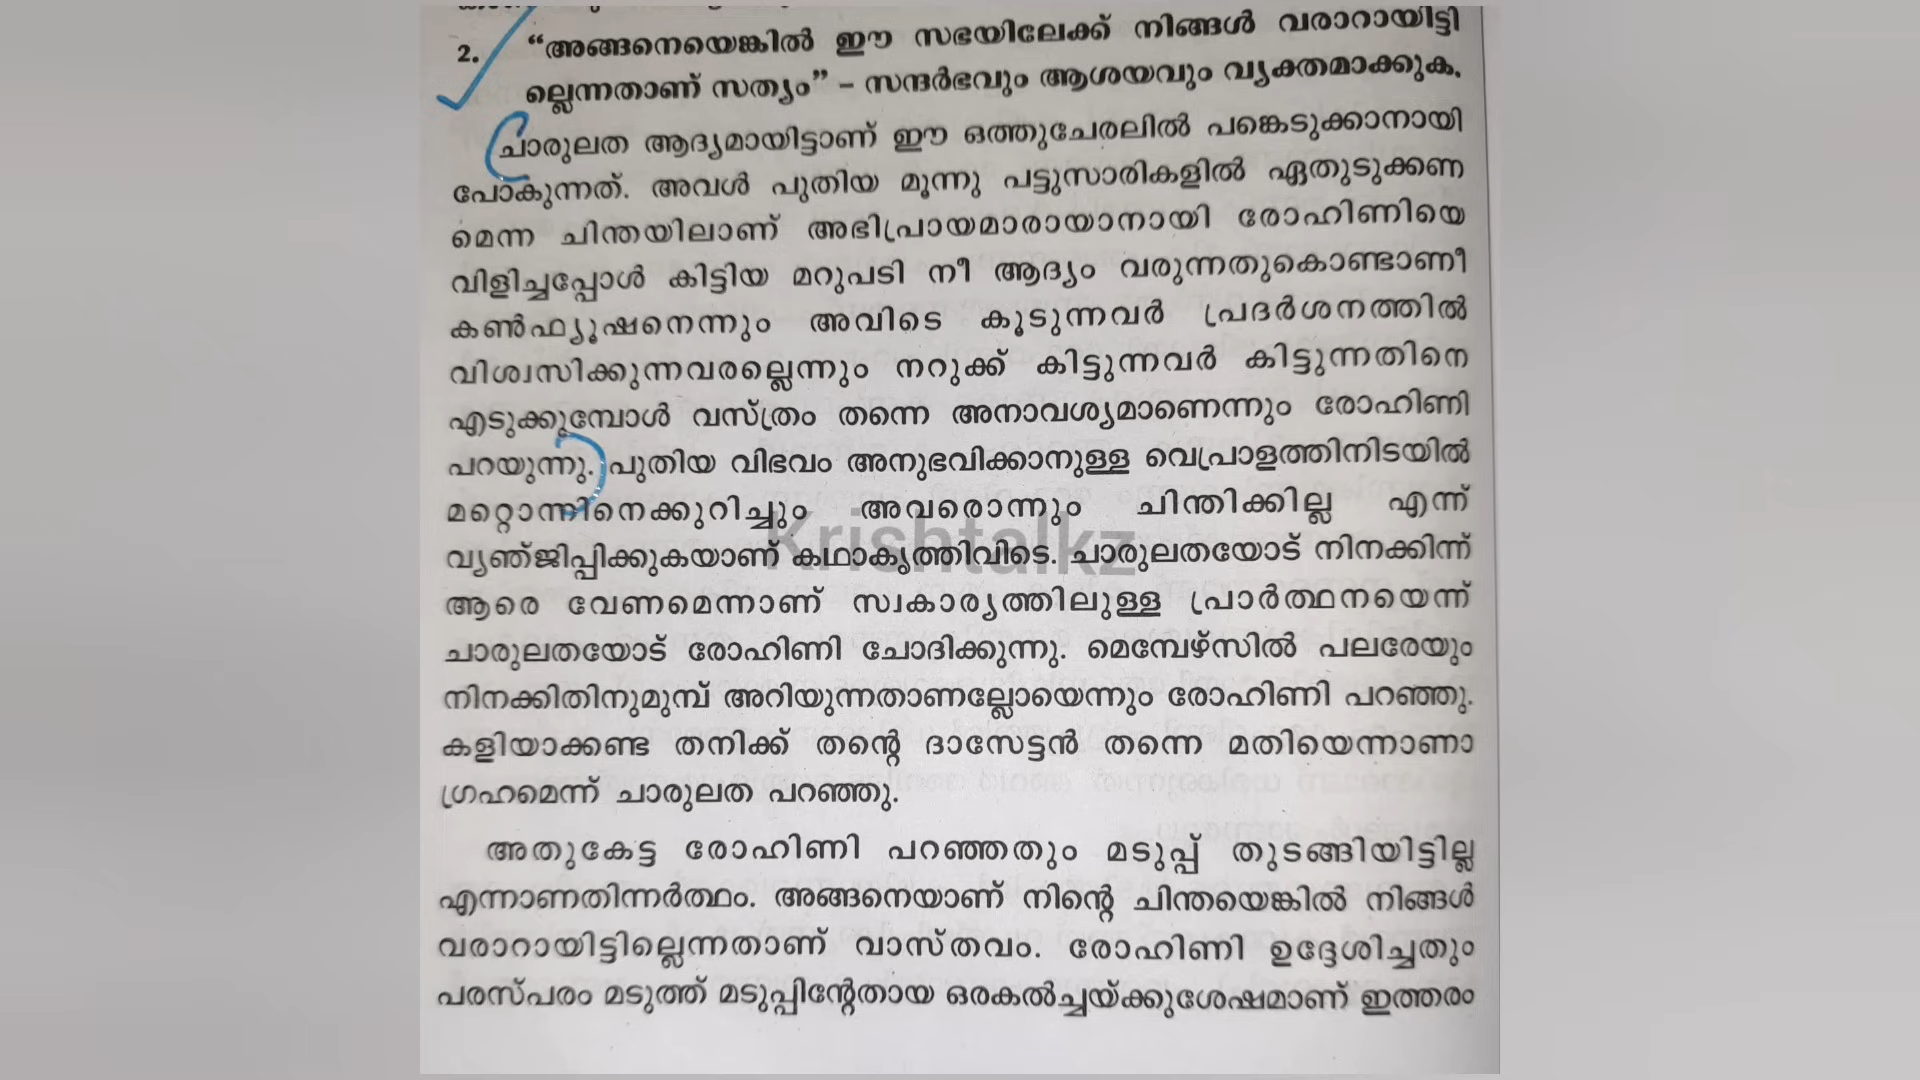 2. “അങ്ങനെയെങ്കിൽ ഈ സഭയിലേക്ക് നിങ്ങൾ വരാറായിട്ടി
ല്ലെന്നതാണ് സത്യം” – സന്ദർഭവും ആശയവും വ്യക്തമാക്കുക.
ചാരുലത ആദ്യമായിട്ടാണ് ഈ ഒത്തുചേരലിൽ പങ്കെടുക്കാനായി
പോകുന്നത്. അവൾ പുതിയ മൂന്നു പട്ടുസാരികളിൽ ഏതുടുക്കണ
മെന്ന ചിന്തയിലാണ് അഭിപ്രായമാരായാനായി രോഹിണിയെ
വിളിച്ചപ്പോൾ കിട്ടിയ മറുപടി നീ ആദ്യം വരുന്നതുകൊണ്ടാണീ
കൺഫ്യൂഷനെന്നും അവിടെ കൂടുന്നവർ പ്രദർശനത്തിൽ
വിശ്വസിക്കുന്നവരല്ലെന്നും നറുക്ക് കിട്ടുന്നവർ കിട്ടുന്നതിനെ
എടുക്കുമ്പോൾ വസ്ത്രം തന്നെ അനാവശ്യമാണെന്നും രോഹിണി
പറയുന്നു. പുതിയ വിഭവം അനുഭവിക്കാനുള്ള വെപ്രാളത്തിനിടയിൽ
മറ്റൊന്നിനെക്കുറിച്ചും അവരൊന്നും ചിന്തിക്കില്ല എന്ന്
വ്യഞ്ജിപ്പിക്കുകയാണ് കഥാകൃത്തിവിടെ. ചാരുലതയോട് നിനക്കിന്ന്
ആരെ വേണമെന്നാണ് സ്വകാര്യത്തിലുള്ള പ്രാർത്ഥനയെന്ന്
ചാരുലതയോട് രോഹിണി ചോദിക്കുന്നു. മെമ്പേഴ്സിൽ പലരേയും
നിനക്കിതിനുമുമ്പ് അറിയുന്നതാണല്ലോയെന്നും രോഹിണി പറഞ്ഞു.
കളിയാക്കണ്ട തനിക്ക് തന്റെ ദാസേട്ടൻ തന്നെ മതിയെന്നാണാ
ഗ്രഹമെന്ന് ചാരുലത പറഞ്ഞു.
അതുകേട്ട രോഹിണി പറഞ്ഞതും മടുപ്പ് തുടങ്ങിയിട്ടില്ല
എന്നാണതിന്നർത്ഥം. അങ്ങനെയാണ് നിന്റെ ചിന്തയെങ്കിൽ നിങ്ങൾ
വരാറായിട്ടില്ലെന്നതാണ് വാസ്തവം. രോഹിണി ഉദ്ദേശിച്ചതും
പരസ്പരം മടുത്ത് മടുപ്പിന്റേതായ ഒരകൽച്ചയ്ക്കുശേഷമാണ് ഇത്തരം
Krishtalkz